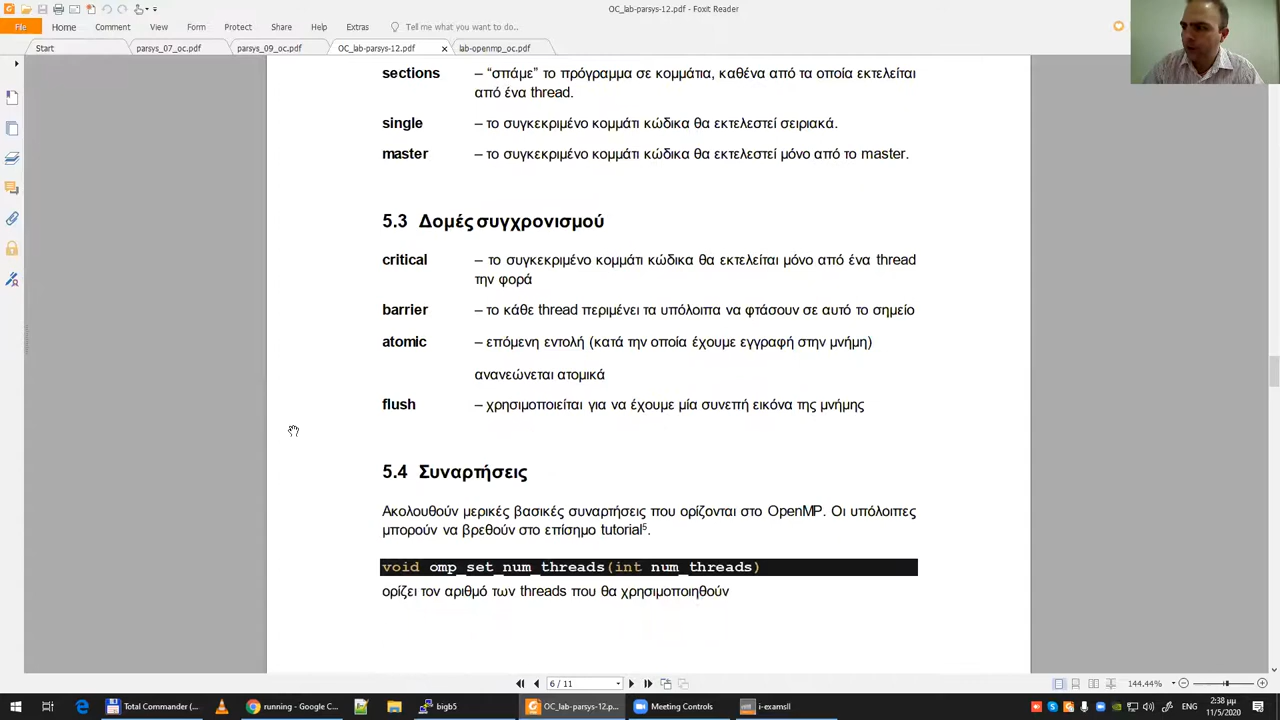 OC_lab-parsys-12.pdf - Foxit Reader
File Home Comment View Form Protect Share Help Extras Tell me what you want to do...
Start parsys_07_oc.pdf parsys_09_oc.pdf OC_lab-parsys-12.pdf lab-openmp_oc.pdf
sections – “σπάμε” το πρόγραμμα σε κομμάτια, καθένα από τα οποία εκτελείται
από ένα thread.
single – το συγκεκριμένο κομμάτι κώδικα θα εκτελεστεί σειριακά.
master – το συγκεκριμένο κομμάτι κώδικα θα εκτελεστεί μόνο από το master.
5.3 Δομές συγχρονισμού
critical – το συγκεκριμένο κομμάτι κώδικα θα εκτελείται μόνο από ένα thread
την φορά
barrier – το κάθε thread περιμένει τα υπόλοιπα να φτάσουν σε αυτό το σημείο
atomic – επόμενη εντολή (κατά την οποία έχουμε εγγραφή στην μνήμη)
ανανεώνεται ατομικά
flush – χρησιμοποιείται για να έχουμε μία συνεπή εικόνα της μνήμης
5.4 Συναρτήσεις
Ακολουθούν μερικές βασικές συναρτήσεις που ορίζονται στο OpenMP. Οι υπόλοιπες
μπορούν να βρεθούν στο επίσημο tutorial⁵.
void omp_set_num_threads(int num_threads)
ορίζει τον αριθμό των threads που θα χρησιμοποιηθούν
6 / 11 144.44%
Total Commander (... running - Google C... bigb5 OC_lab-parsys-12.p... Meeting Controls i-examsII ENG 2:38 μμ
11/5/2020